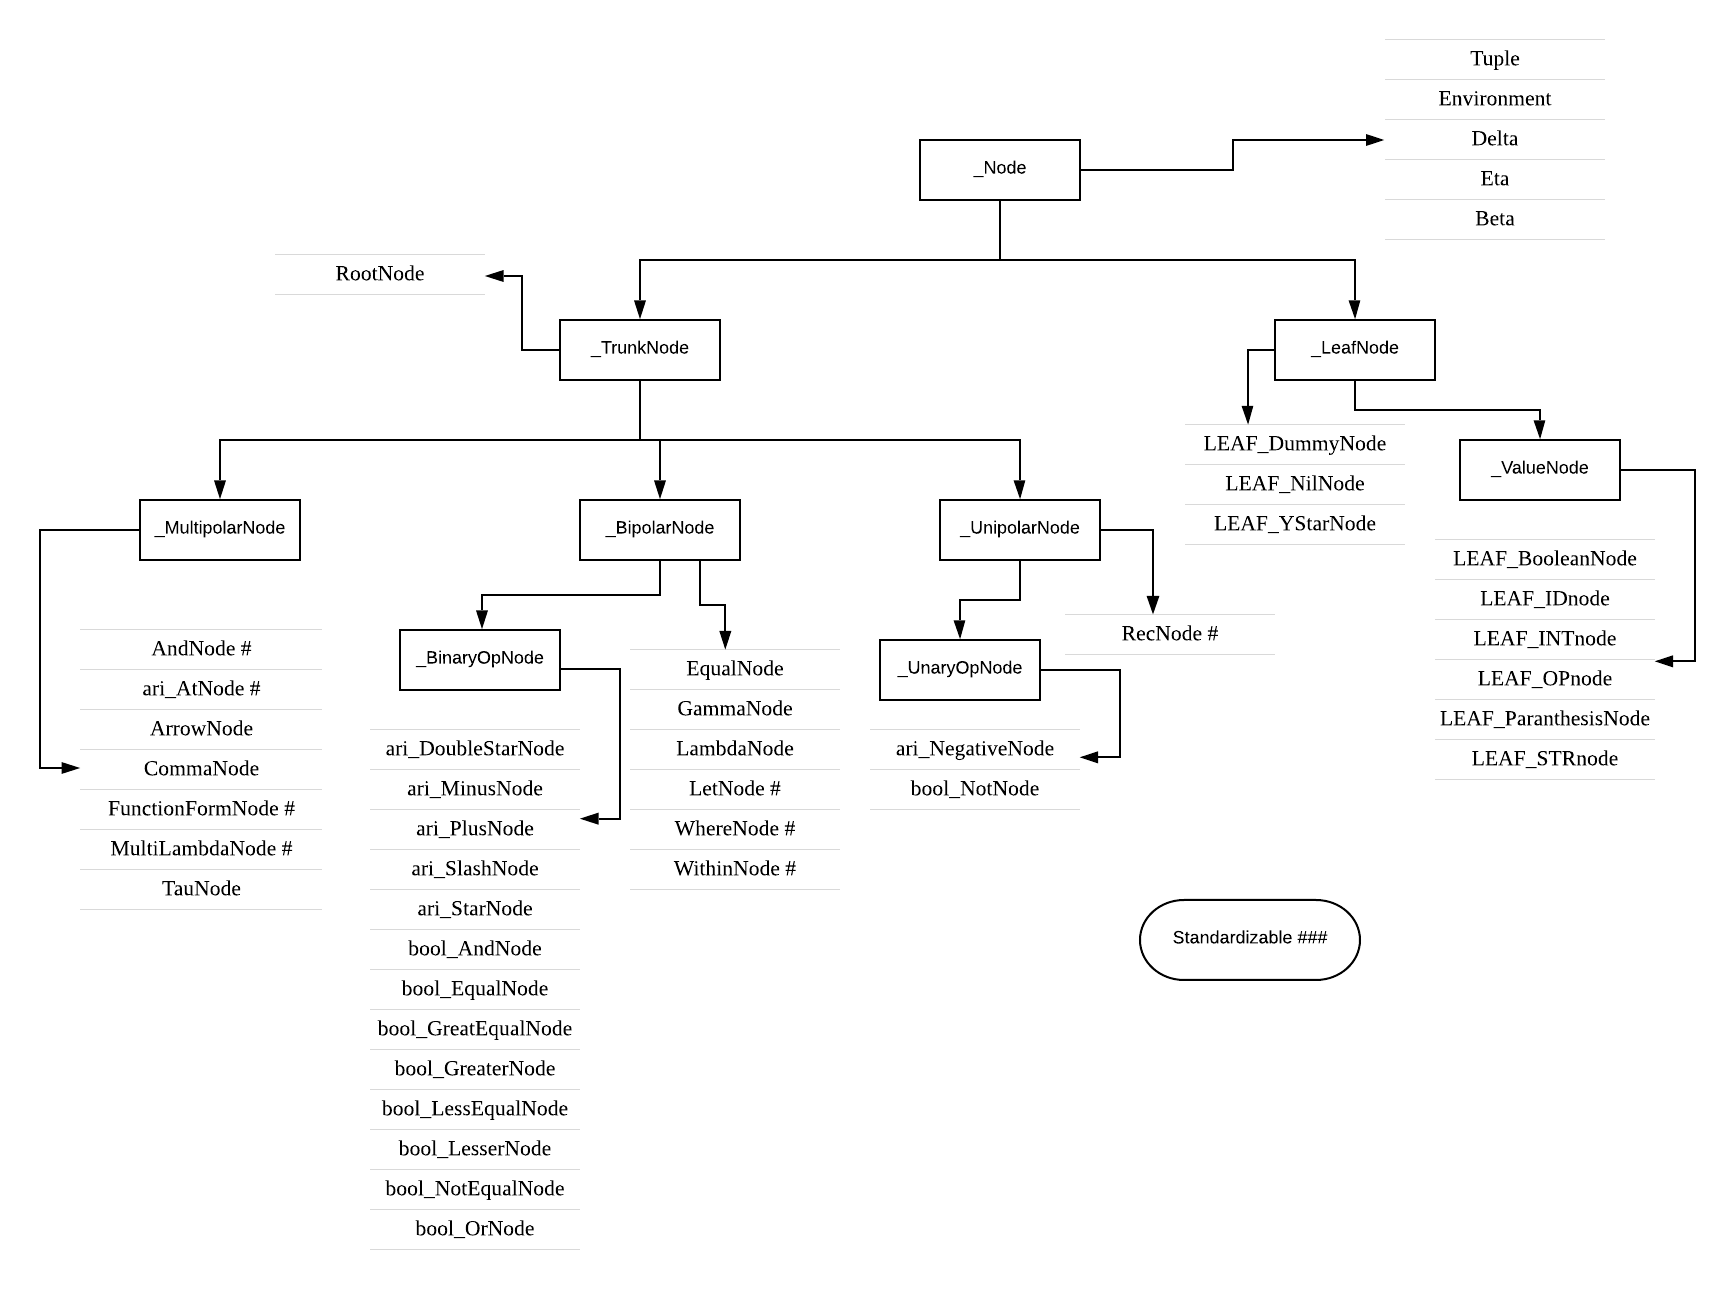 Tuple
Environment
Delta
Eta
Beta
_Node
RootNode
_TrunkNode
_LeafNode
LEAF_DummyNode
LEAF_NilNode
LEAF_YStarNode
_ValueNode
LEAF_BooleanNode
LEAF_IDnode
LEAF_INTnode
LEAF_OPnode
LEAF_ParanthesisNode
LEAF_STRnode
_MultipolarNode
_BipolarNode
_UnipolarNode
AndNode #
ari_AtNode #
ArrowNode
CommaNode
FunctionFormNode #
MultiLambdaNode #
TauNode
_BinaryOpNode
ari_DoubleStarNode
ari_MinusNode
ari_PlusNode
ari_SlashNode
ari_StarNode
bool_AndNode
bool_EqualNode
bool_GreatEqualNode
bool_GreaterNode
bool_LessEqualNode
bool_LesserNode
bool_NotEqualNode
bool_OrNode
EqualNode
GammaNode
LambdaNode
LetNode #
WhereNode #
WithinNode #
_UnaryOpNode
ari_NegativeNode
bool_NotNode
RecNode #
Standardizable ###